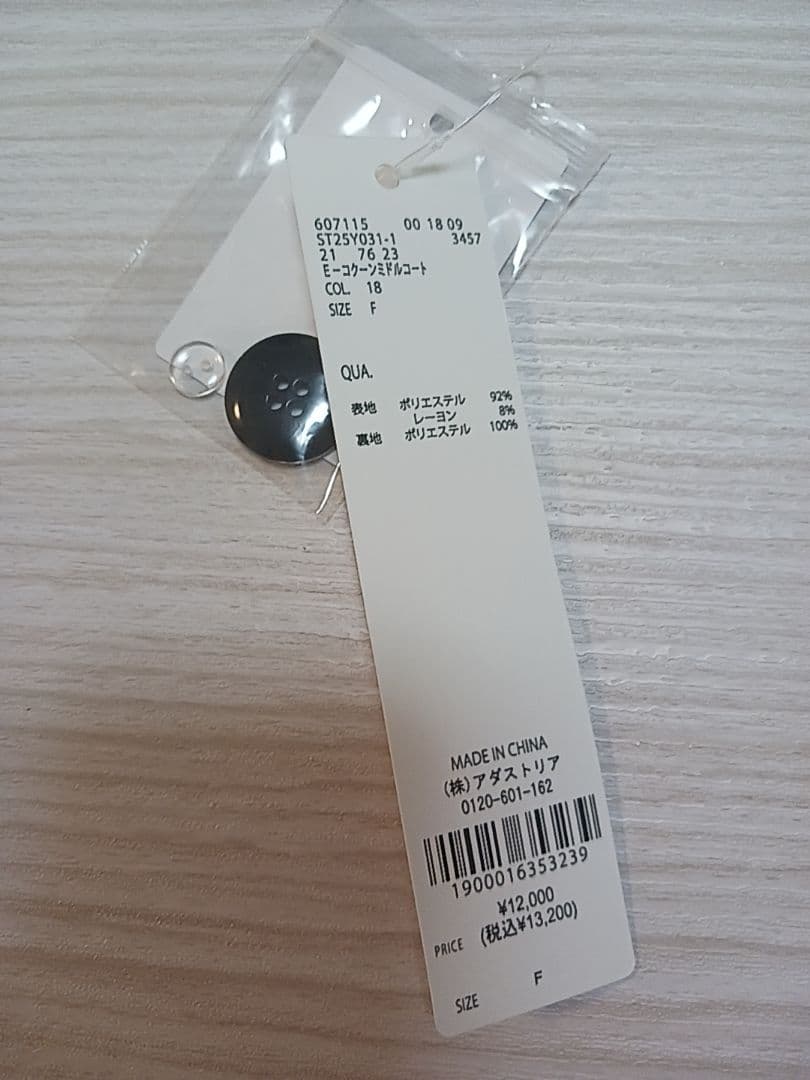 607115 00 18 09
ST25Y031-1 3457
21 76 23
E-コクーンミドルコート
COL. 18
SIZE F
QUA.
表地 ポリエステル 92%
レーヨン 8%
裏地 ポリエステル 100%
MADE IN CHINA
(株)アダストリア
0120-601-162
1900016353239
¥12,000
PRICE (税込¥13,200)
SIZE F